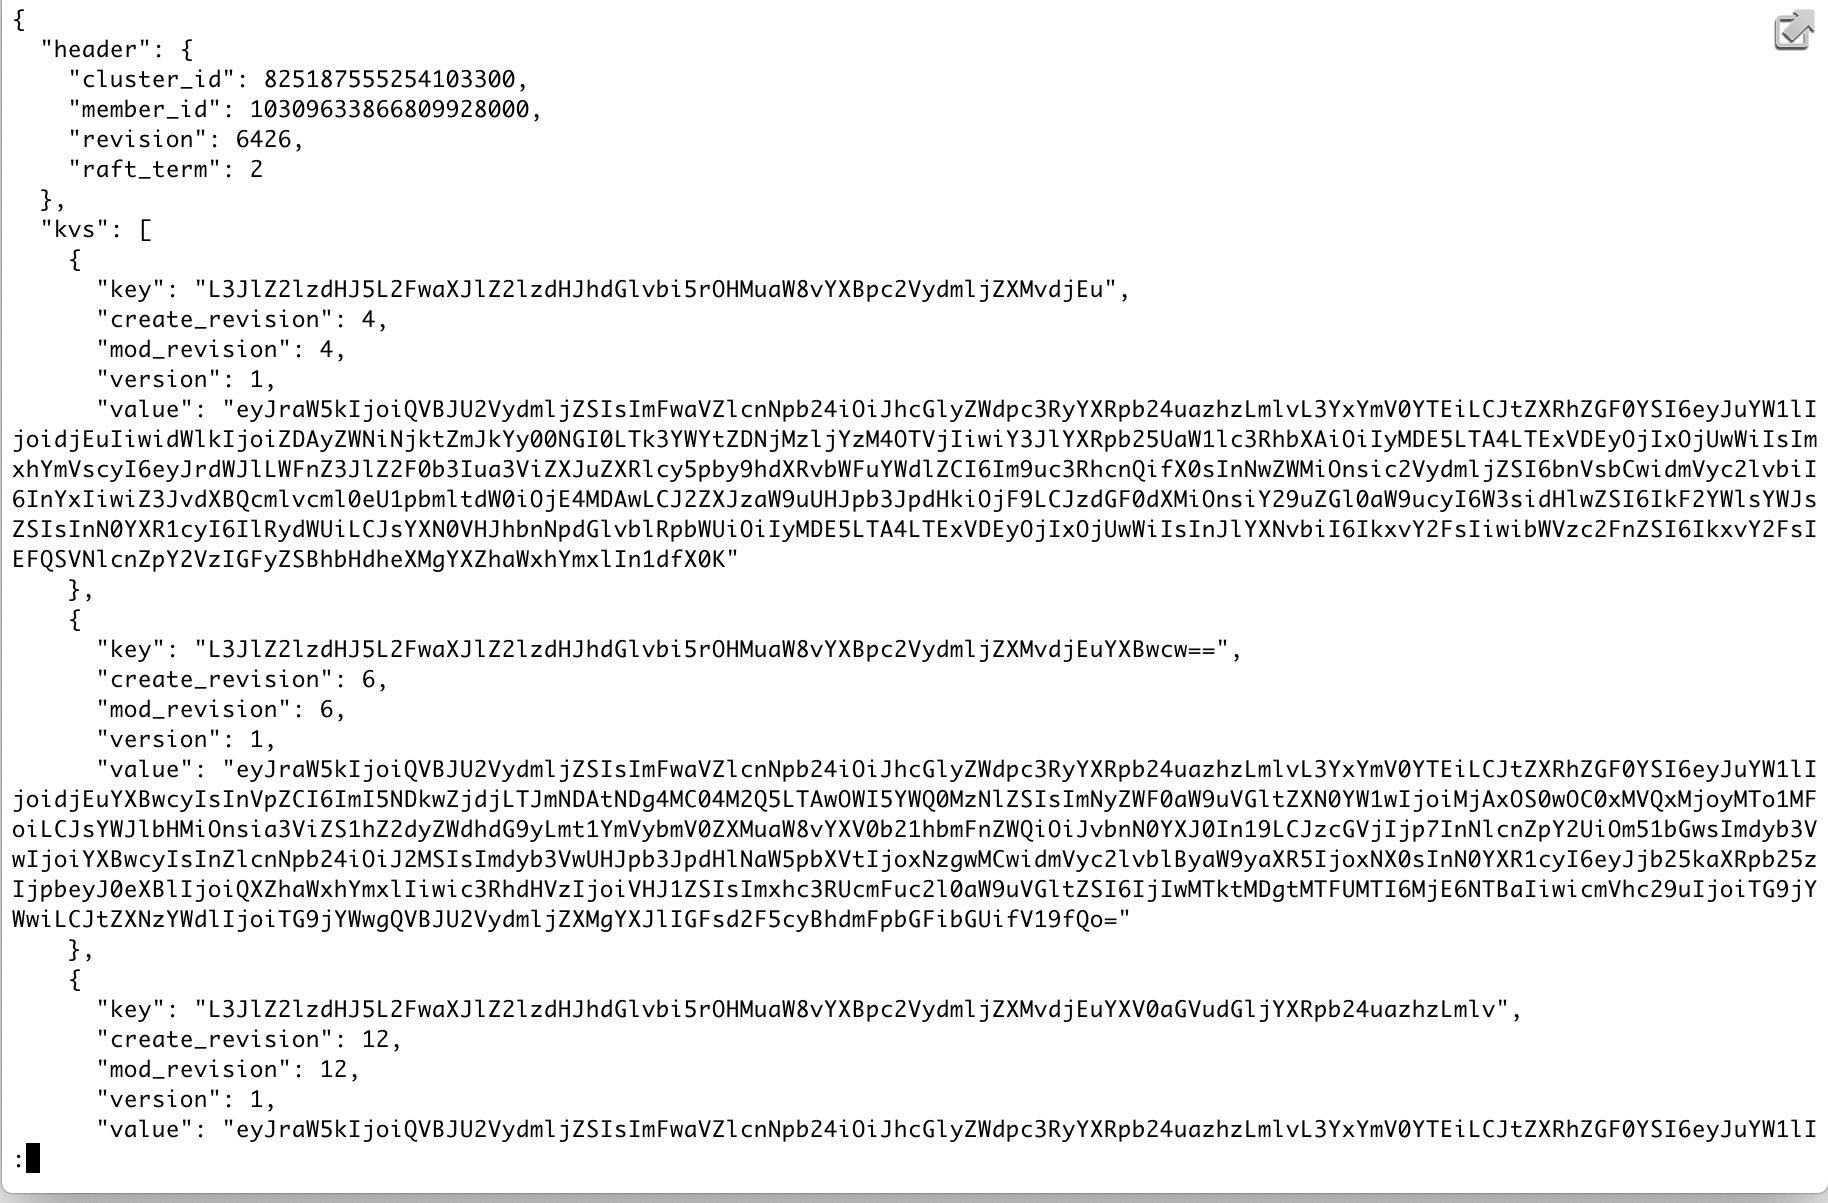 {
  "header": {
    "cluster_id": 825187555254103300,
    "member_id": 10309633866809928000,
    "revision": 6426,
    "raft_term": 2
  },
  "kvs": [
    {
      "key": "L3JlZ2lzdHJ5L2FwaXJlZ2lzdHJhdGlvbi5rOHMuaW8vYXBpc2VydmljZXMvdjEu",
      "create_revision": 4,
      "mod_revision": 4,
      "version": 1,
      "value": "eyJraW5kIjoiQVBJU2VydmljZSIsImFwaVZlcnNpb24iOiJhcGlyZWdpc3RyYXRpb24uazhzLmlvL3YxYmV0YTEiLCJtZXRhZGF0YSI6eyJuYW1lI
joidjEuIiwidWlkIjoiZDAyZWNiNjktZmJkYy00NGI0LTk3YWYtZDNjMzljYzM4OTVjIiwiY3JlYXRpb25UaW1lc3RhbXAiOiIyMDE5LTA4LTExVDEyOjIxOjUwWiIsIm
xhYmVscyI6eyJrdWJlLWFnZ3JlZ2F0b3Iua3ViZXJuZXRlcy5pby9hdXRvbWFuYWdlZCI6Im9uc3RhcnQifX0sInNwZWMiOnsic2VydmljZSI6bnVsbCwidmVyc2lvbiI
6InYxIiwiZ3JvdXBQcmlvcml0eU1pbmltdW0iOjE4MDAwLCJ2ZXJzaW9uUHJpb3JpdHkiOjF9LCJzdGF0dXMiOnsiY29uZGl0aW9ucyI6W3sidHlwZSI6IkF2YWlsYWJs
ZSIsInN0YXR1cyI6IlRydWUiLCJsYXN0VHJhbnNpdGlvblRpbWUiOiIyMDE5LTA4LTExVDEyOjIxOjUwWiIsInJlYXNvbiI6IkxvY2FsIiwibWVzc2FnZSI6IkxvY2FsI
EFQSVNlcnZpY2VzIGFyZSBhbHdheXMgYXZhaWxhYmxlIn1dfX0K"
    },
    {
      "key": "L3JlZ2lzdHJ5L2FwaXJlZ2lzdHJhdGlvbi5rOHMuaW8vYXBpc2VydmljZXMvdjEuYXBwcw==",
      "create_revision": 6,
      "mod_revision": 6,
      "version": 1,
      "value": "eyJraW5kIjoiQVBJU2VydmljZSIsImFwaVZlcnNpb24iOiJhcGlyZWdpc3RyYXRpb24uazhzLmlvL3YxYmV0YTEiLCJtZXRhZGF0YSI6eyJuYW1lI
joidjEuYXBwcyIsInVpZCI6ImI5NDkwZjdjLTJmNDAtNDg4MC04M2Q5LTAwOWI5YWQ0MzNlZSIsImNyZWF0aW9uVGltZXN0YW1wIjoiMjAxOS0wOC0xMVQxMjoyMTo1MF
oiLCJsYWJlbHMiOnsia3ViZS1hZ2dyZWdhdG9yLmt1YmVybmV0ZXMuaW8vYXV0b21hbmFnZWQiOiJvbnN0YXJ0In19LCJzcGVjIjp7InNlcnZpY2UiOm51bGwsImdyb3V
wIjoiYXBwcyIsInZlcnNpb24iOiJ2MSIsImdyb3VwUHJpb3JpdHlNaW5pbXVtIjoxNzgwMCwidmVyc2lvblByaW9yaXR5IjoxNX0sInN0YXR1cyI6eyJjb25kaXRpb25z
IjpbeyJ0eXBlIjoiQXZhaWxhYmxlIiwic3RhdHVzIjoiVHJ1ZSIsImxhc3RUcmFuc2l0aW9uVGltZSI6IjIwMTktMDgtMTFUMTI6MjE6NTBaIiwicmVhc29uIjoiTG9jY
WwiLCJtZXNzYWdlIjoiTG9jYWwgQVBJU2VydmljZXMgYXJlIGFsd2F5cyBhdmFpbGFibGUifV19fQo="
    },
    {
      "key": "L3JlZ2lzdHJ5L2FwaXJlZ2lzdHJhdGlvbi5rOHMuaW8vYXBpc2VydmljZXMvdjEuYXV0aGVudGljYXRpb24uazhzLmlv",
      "create_revision": 12,
      "mod_revision": 12,
      "version": 1,
      "value": "eyJraW5kIjoiQVBJU2VydmljZSIsImFwaVZlcnNpb24iOiJhcGlyZWdpc3RyYXRpb24uazhzLmlvL3YxYmV0YTEiLCJtZXRhZGF0YSI6eyJuYW1lI
: